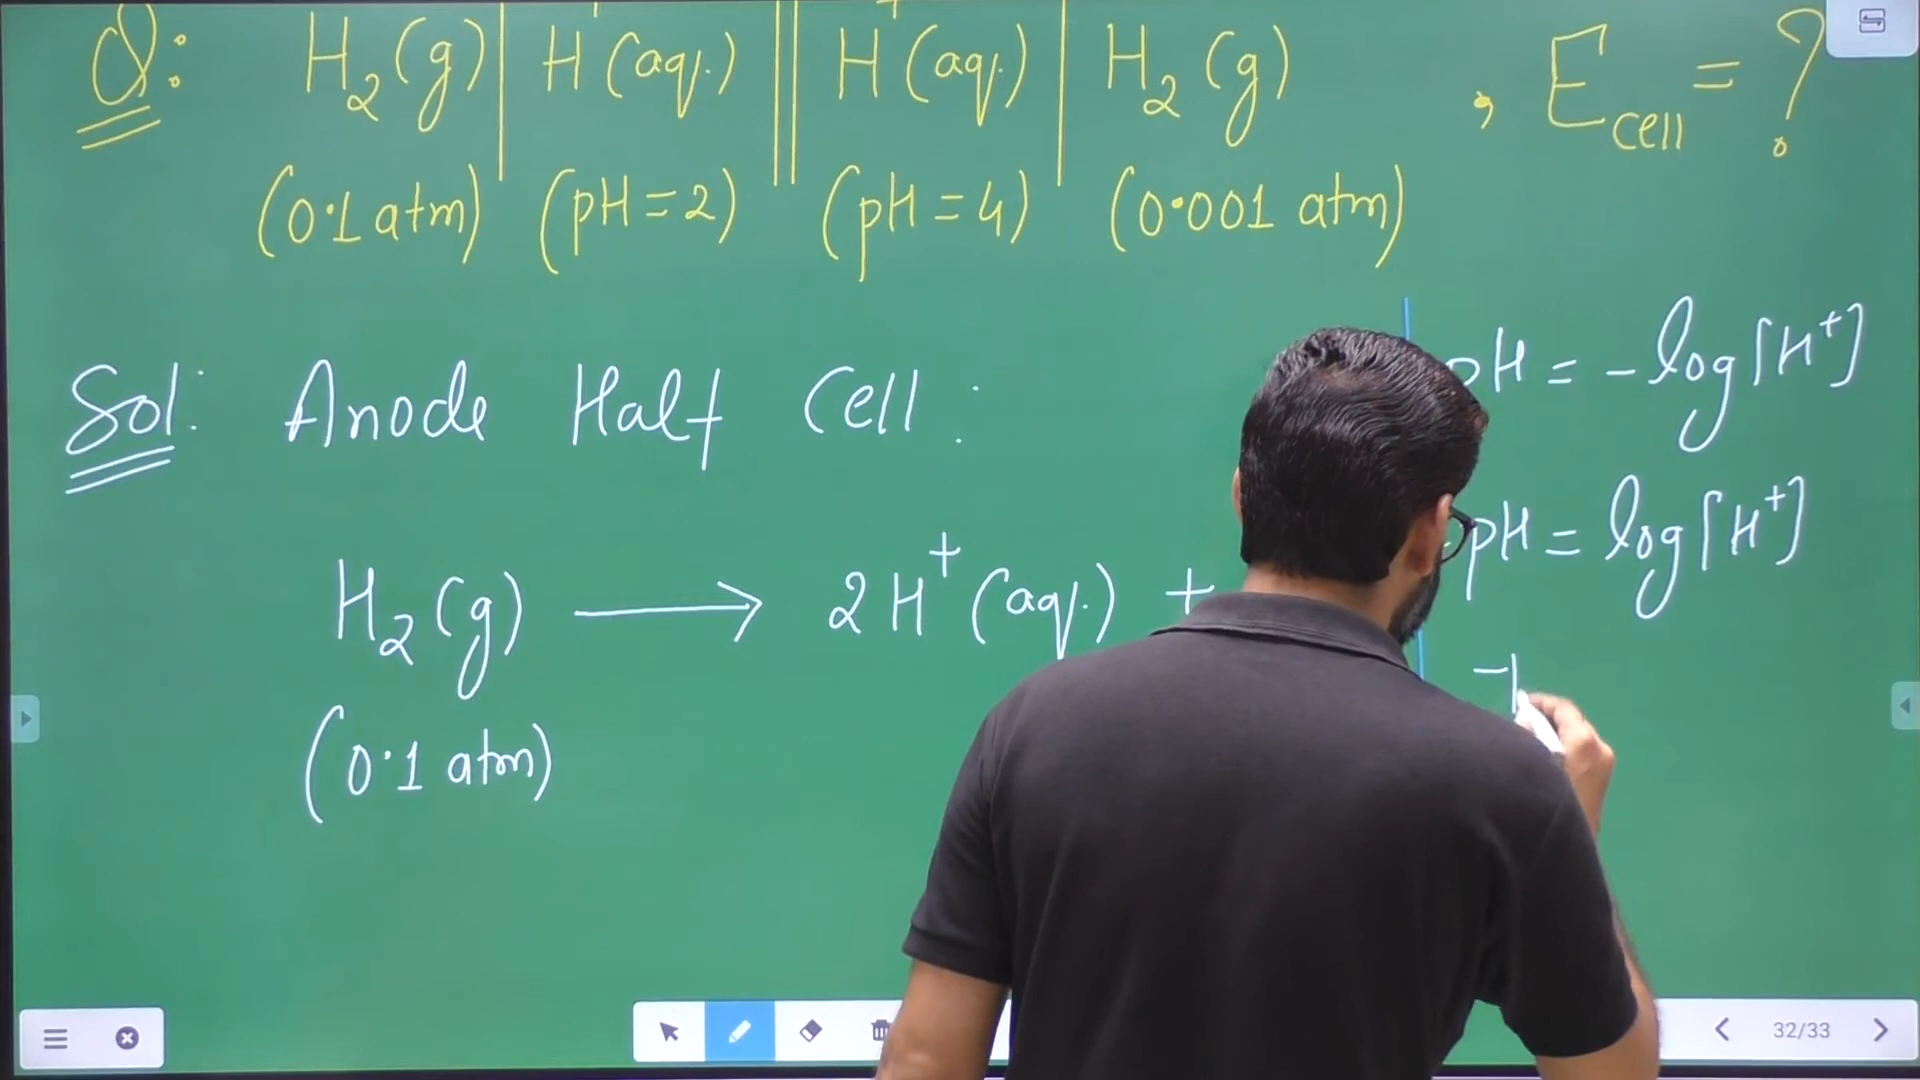 Q: H₂(g) | H⁺(aq.) || H⁺(aq.) | H₂(g) , E cell = ?
(0.1 atm) (pH = 2) (pH = 4) (0.001 atm)
Sol: Anode Half Cell :
H₂(g) ⟶ 2H⁺(aq.) +
(0.1 atm)
pH = -log[H⁺]
-pH = log[H⁺]
32/33